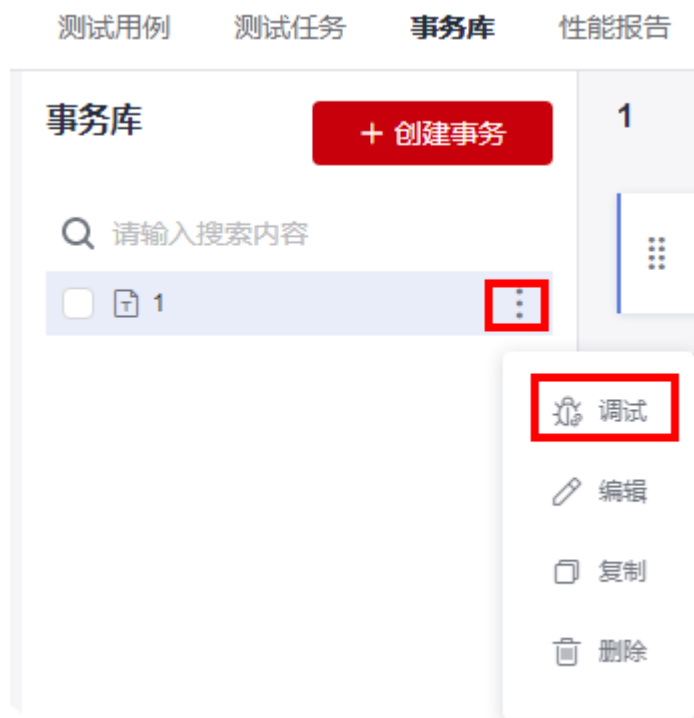 测试用例 测试任务 事务库 性能报告
事务库
+ 创建事务
1
请输入搜索内容
T 1
调试
编辑
复制
删除